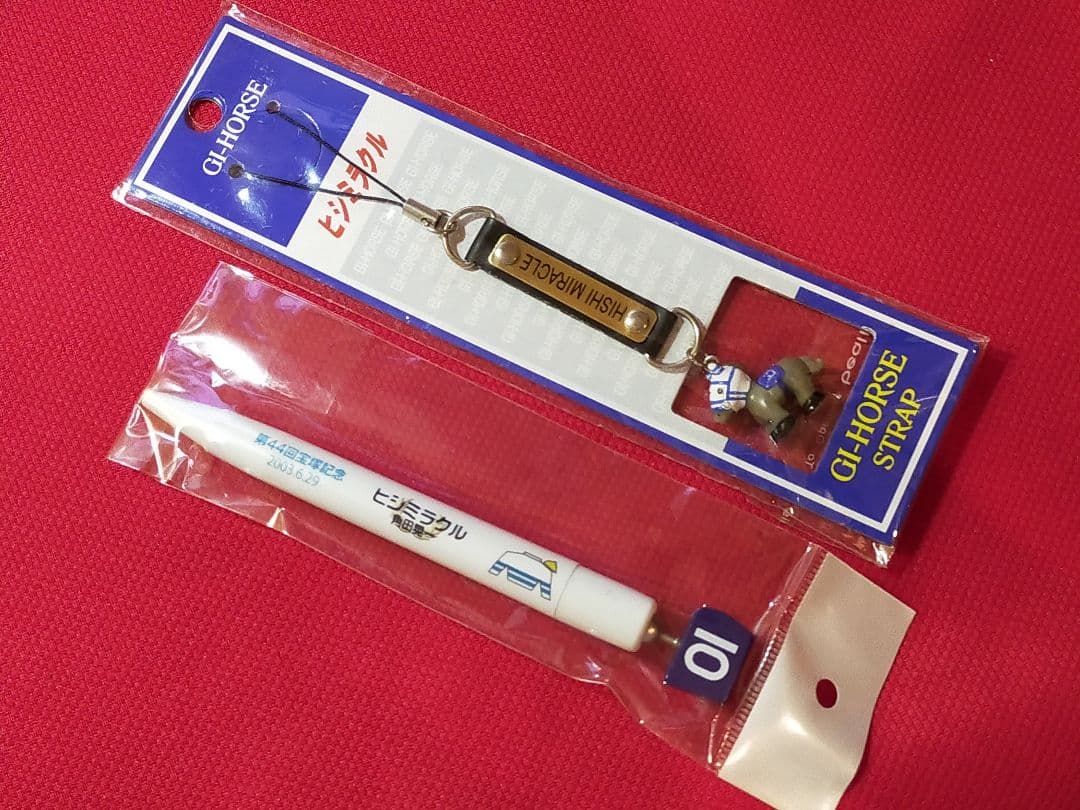 GI-HORSE
ヒシミラクル
HISHI MIRACLE
GI-HORSE
STRAP
第44回宝塚記念
2003.6.29
ヒシミラクル
角田晃一
10